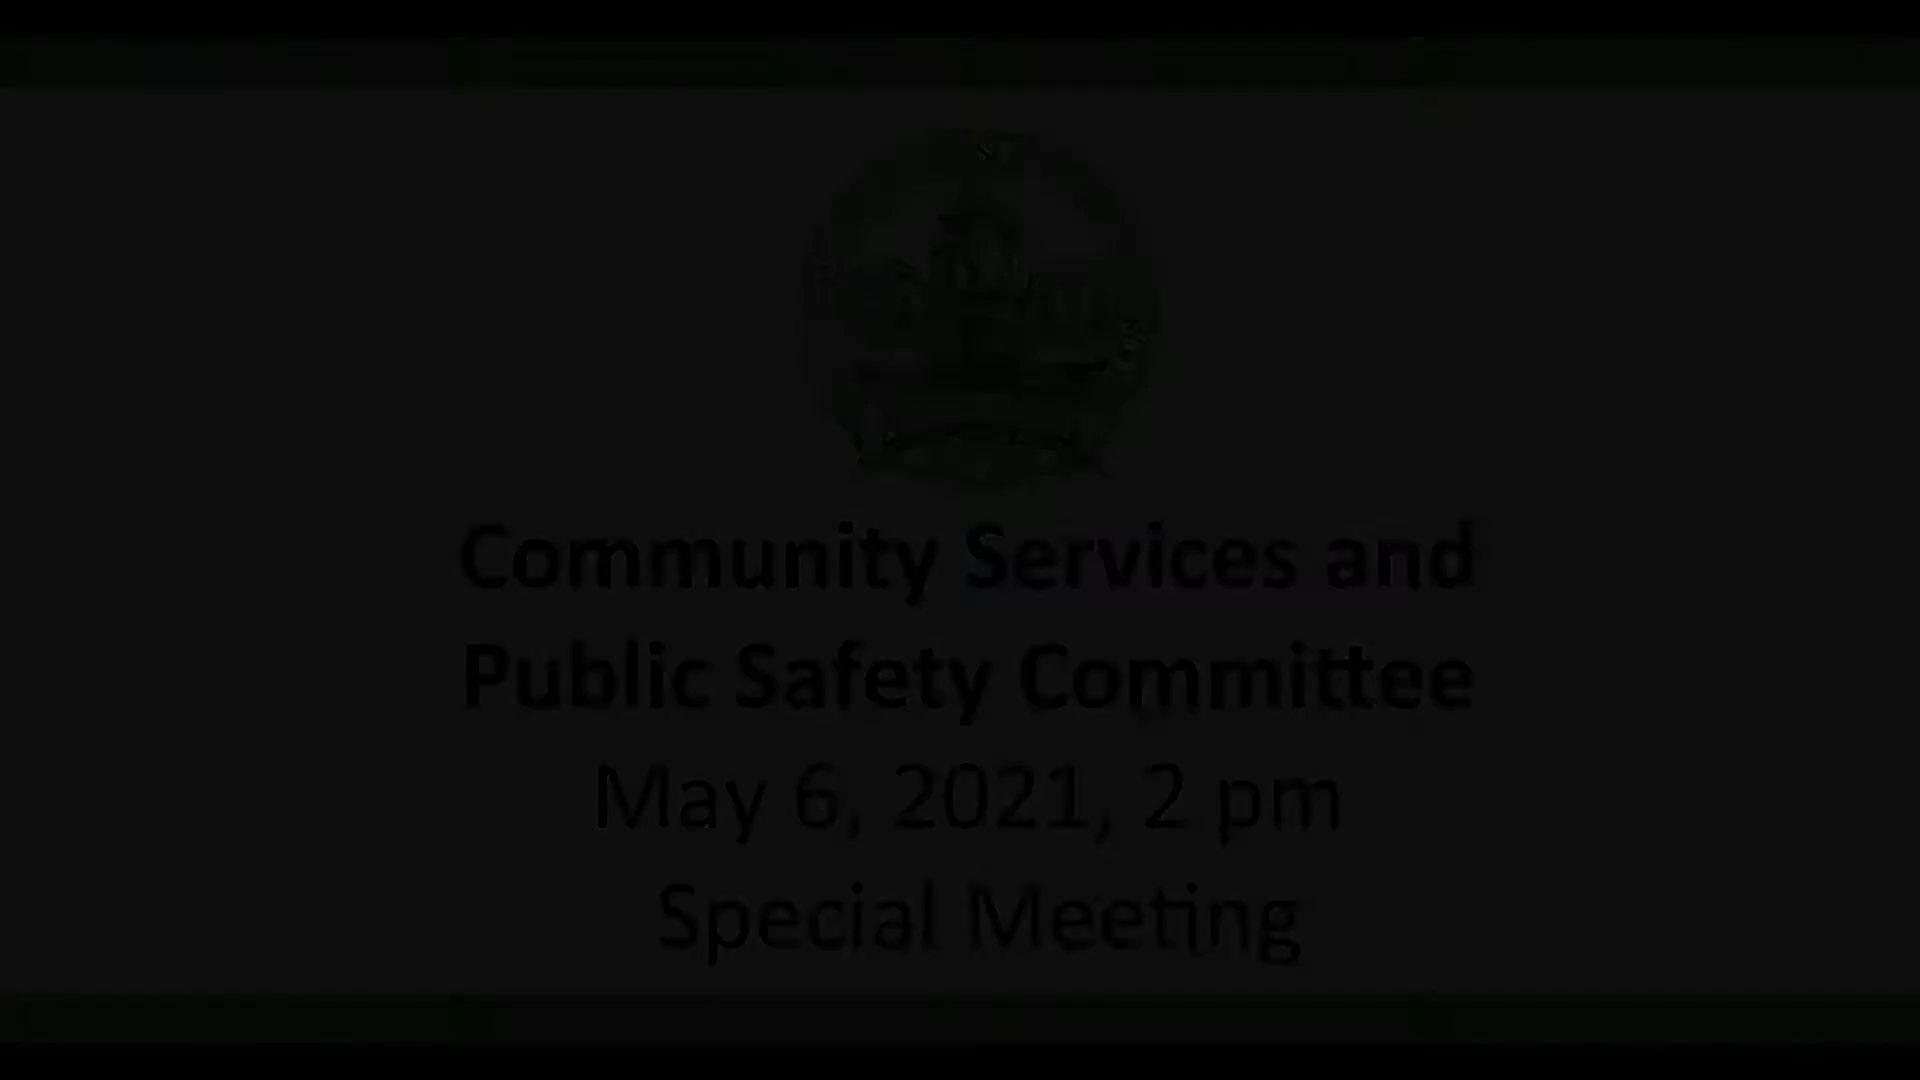 Community Services and
Public Safety Committee
May 6, 2021, 2 pm
Special Meeting